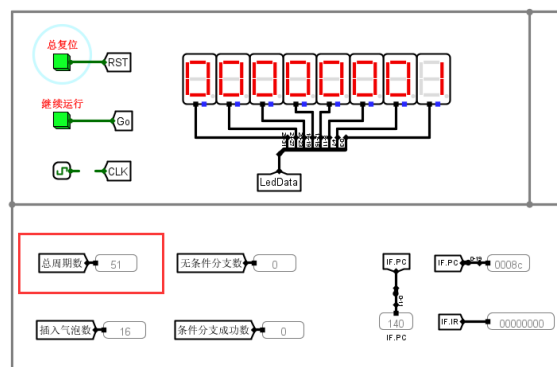 总复位
RST
继续运行
Go
CLK
00000001
LedData
总周期数 51
无条件分支数 0
插入气泡数 16
条件分支成功数 0
IF.PC
140
IF.PC
IF.PC 0008c
IF.IR 00000000